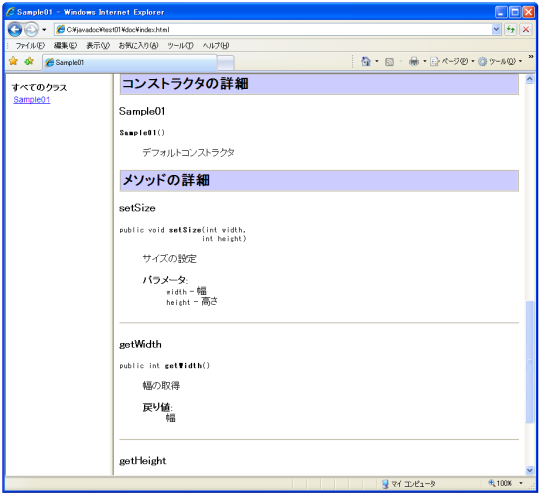 Sample01 - Windows Internet Explorer
C:¥javadoc¥test01¥doc¥index.html
ファイル(F) 編集(E) 表示(V) お気に入り(A) ツール(T) ヘルプ(H)
Sample01
ページ(P) ツール(O) »
すべてのクラス
Sample01
コンストラクタの詳細
Sample01
Sample01()
デフォルトコンストラクタ
メソッドの詳細
setSize
public void setSize(int width,
int height)
サイズの設定
パラメータ:
width - 幅
height - 高さ
getWidth
public int getWidth()
幅の取得
戻り値:
幅
getHeight
マイ コンピュータ 100%